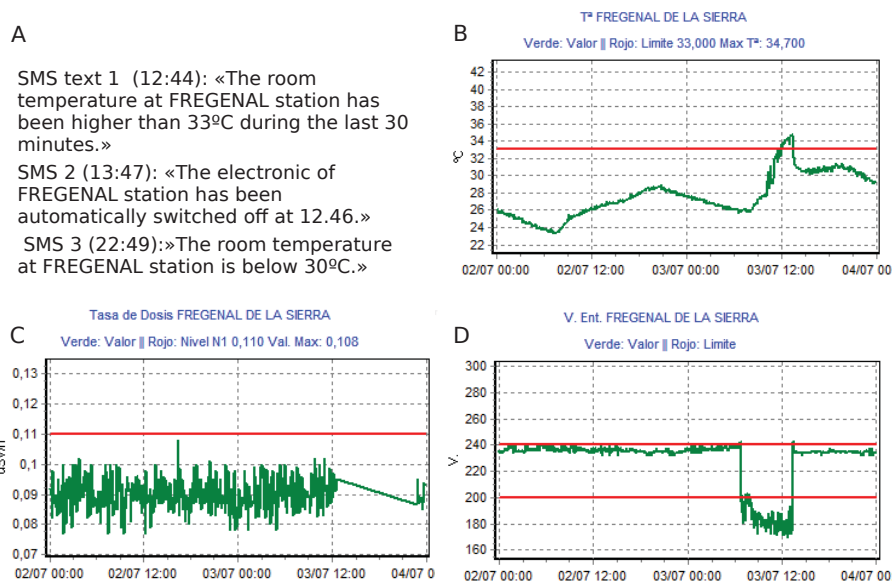 A
SMS text 1 (12:44): «The room
temperature at FREGENAL station has
been higher than 33ºC during the last 30
minutes.»
SMS 2 (13:47): «The electronic of
FREGENAL station has been
automatically switched off at 12.46.»
SMS 3 (22:49):»The room temperature
at FREGENAL station is below 30ºC.»
B
Tª FREGENAL DE LA SIERRA
Verde: Valor || Rojo: Limite 33,000 Max Tª: 34,700
42
40
38
36
34
32
30
28
26
24
22
ºC
02/07 00:00 02/07 12:00 03/07 00:00 03/07 12:00 04/07 00
C
Tasa de Dosis FREGENAL DE LA SIERRA
Verde: Valor || Rojo: Nivel N1 0,110 Val. Max: 0,108
0,13
0,12
0,11
0,1
0,09
0,08
0,07
02/07 00:00 02/07 12:00 03/07 00:00 03/07 12:00 04/07 0
D
V. Ent. FREGENAL DE LA SIERRA
Verde: Valor || Rojo: Limite
300
280
260
240
220
200
180
160
V.
02/07 00:00 02/07 12:00 03/07 00:00 03/07 12:00 04/07 00